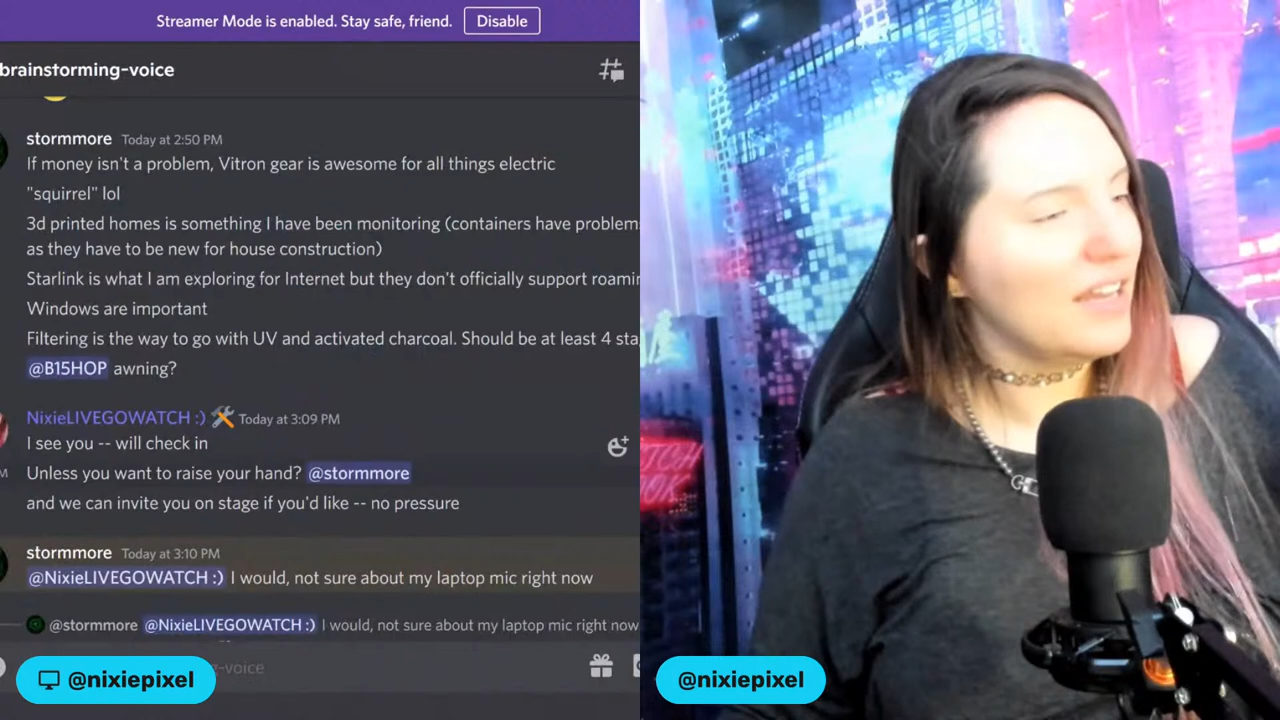 Streamer Mode is enabled. Stay safe, friend. Disable
brainstorming-voice
stormmore Today at 2:50 PM
If money isn't a problem, Vitron gear is awesome for all things electric
"squirrel" lol
3d printed homes is something I have been monitoring (containers have problem
as they have to be new for house construction)
Starlink is what I am exploring for Internet but they don't officially support roami
Windows are important
Filtering is the way to go with UV and activated charcoal. Should be at least 4 sta
@B15HOP awning?
NixieLIVEGOWATCH :) Today at 3:09 PM
I see you -- will check in
Unless you want to raise your hand? @stormmore
and we can invite you on stage if you'd like -- no pressure
stormmore Today at 3:10 PM
@NixieLIVEGOWATCH :) I would, not sure about my laptop mic right now
@stormmore @NixieLIVEGOWATCH :) I would, not sure about my laptop mic right now
-voice
@nixiepixel
@nixiepixel